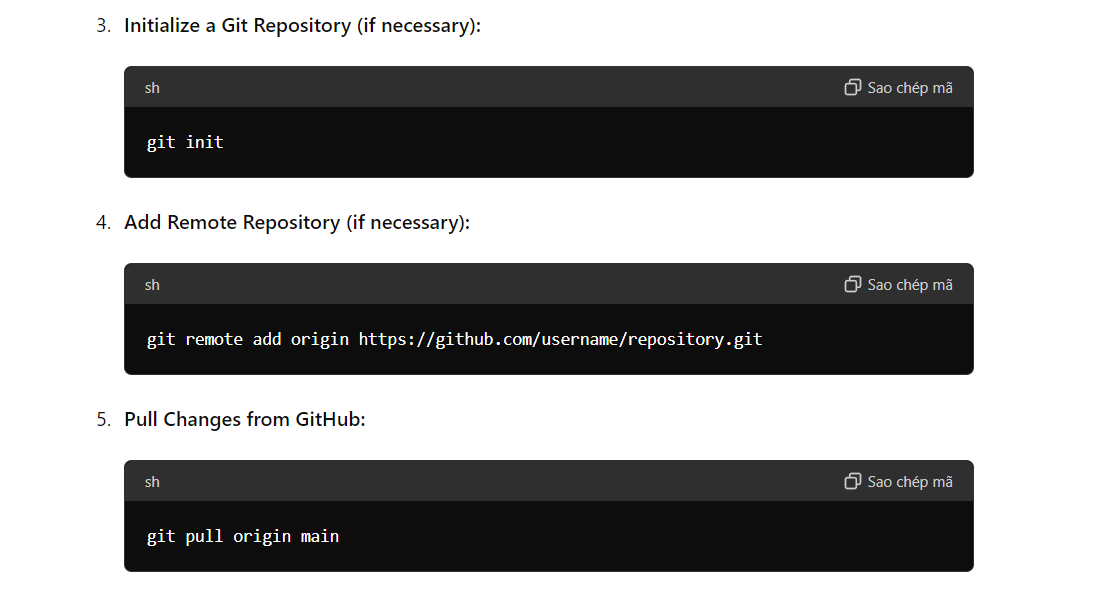 3. Initialize a Git Repository (if necessary):
sh Sao chép mã
git init
4. Add Remote Repository (if necessary):
sh Sao chép mã
git remote add origin https://github.com/username/repository.git
5. Pull Changes from GitHub:
sh Sao chép mã
git pull origin main